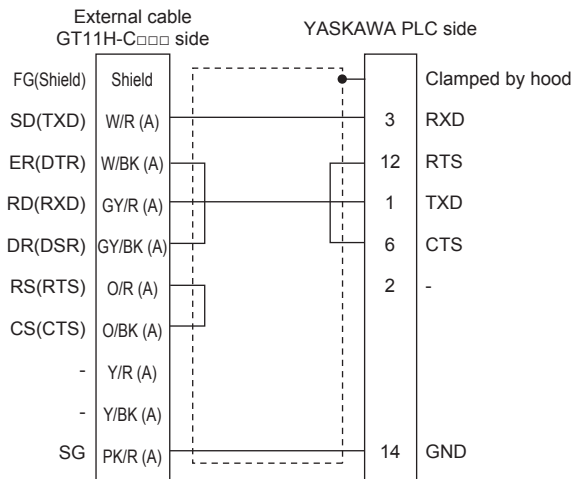 External cable
GT11H-C□□□ side
YASKAWA PLC side
FG(Shield) Shield Clamped by hood
SD(TXD) W/R (A) 3 RXD
ER(DTR) W/BK (A) 12 RTS
RD(RXD) GY/R (A) 1 TXD
DR(DSR) GY/BK (A) 6 CTS
RS(RTS) O/R (A) 2 -
CS(CTS) O/BK (A)
- Y/R (A)
- Y/BK (A)
SG PK/R (A) 14 GND